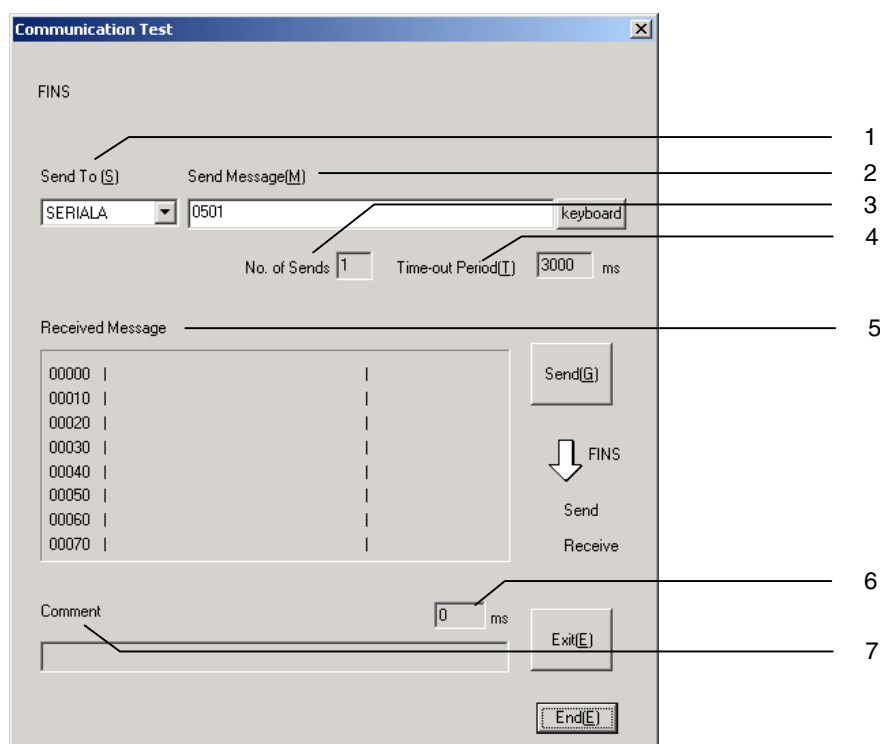 Communication Test
FINS
1
Send To (S) Send Message(M) 2
3
SERIALA 0501 keyboard
4
No. of Sends 1 Time-out Period(T) 3000 ms
Received Message 5
00000 | | Send(G)
00010 | |
00020 | |
00030 | | FINS
00040 | |
00050 | |
00060 | | Send
00070 | | Receive
6
Comment 0 ms
Exit(E)
7
End(E)